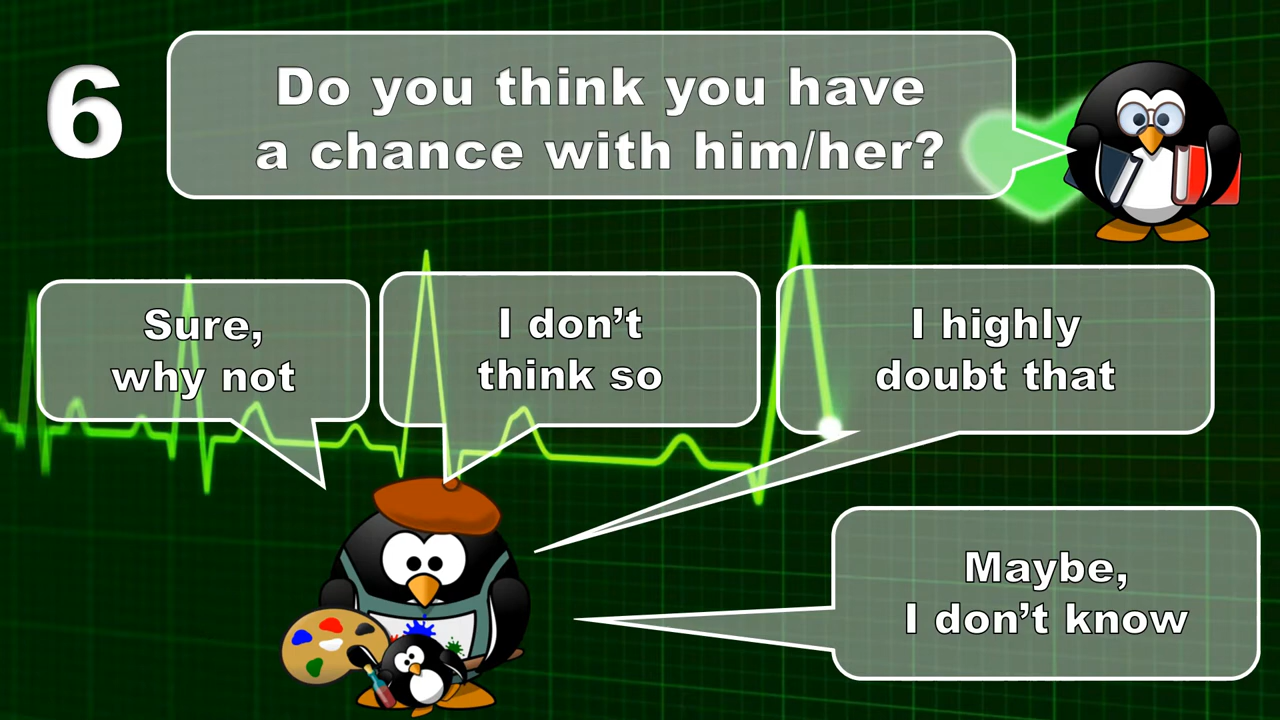 6
Do you think you have
a chance with him/her?
Sure,
why not
I don’t
think so
I highly
doubt that
Maybe,
I don’t know